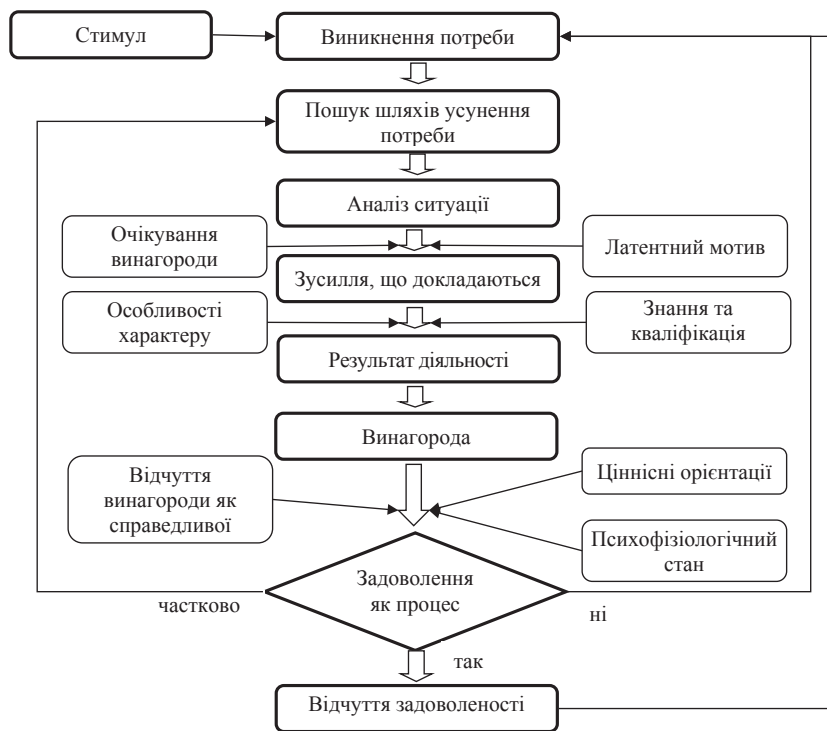 Стимул
Виникнення потреби
Пошук шляхів усунення
потреби
Аналіз ситуації
Очікування
винагороди
Латентний мотив
Зусилля, що докладаються
Особливості
характеру
Знання та
кваліфікація
Результат діяльності
Винагорода
Відчуття
винагороди як
справедливої
Ціннісні орієнтації
Психофізіологічний
стан
Задоволення
як процес
частково
ні
так
Відчуття задоволеності